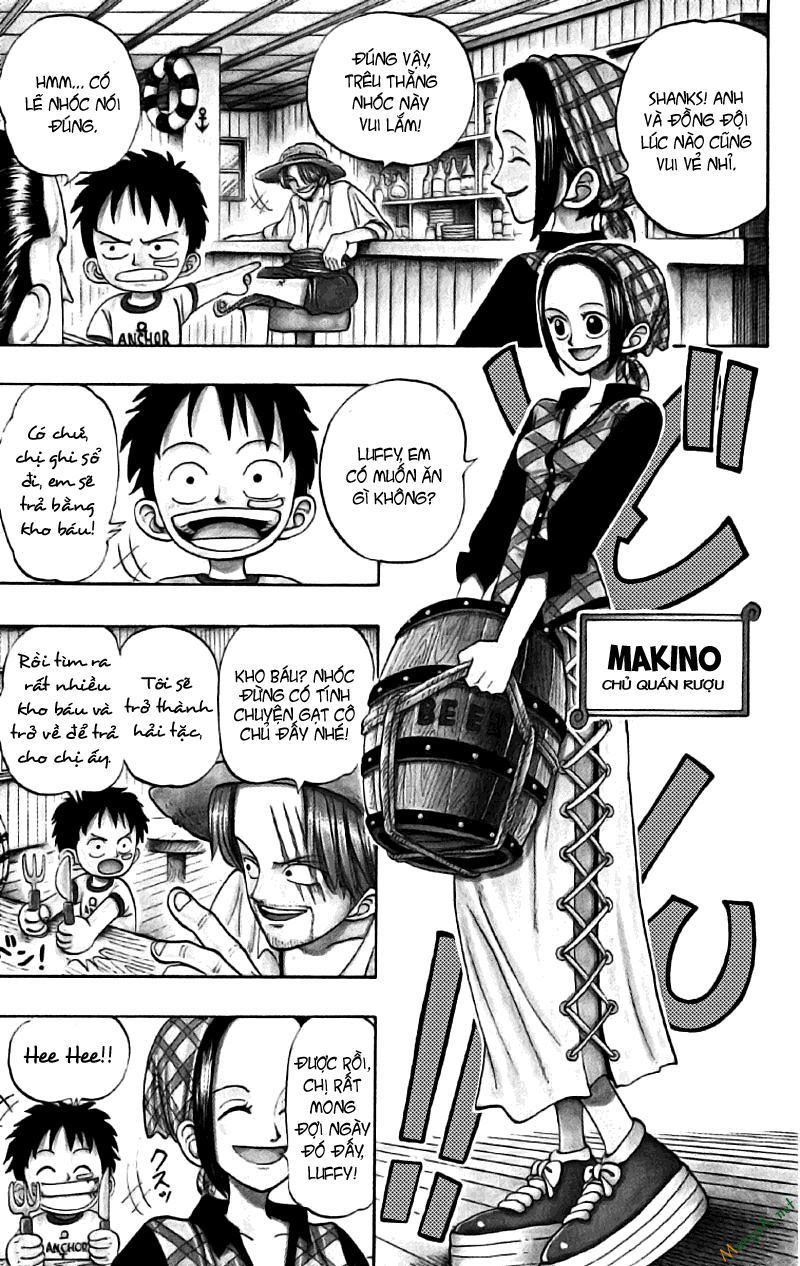 SHANKS! ANH
VÀ ĐỒNG ĐỘI
LÚC NÀO CŨNG
VUI VẺ NHỈ.
ĐÚNG VẬY,
TRÊU THẰNG
NHÓC NÀY
VUI LẮM!
HMM... CÓ
LẼ NHÓC NÓI
ĐÚNG.
ANCHOR
LUFFY, EM
CÓ MUỐN ĂN
GÌ KHÔNG?
Có chứ,
chị ghi sổ
đi, em sẽ
trả bằng
kho báu!
MAKINO
CHỦ QUÁN RƯỢU
BEER
KHO BÁU? NHÓC
ĐỪNG CÓ TÍNH
CHUYỆN GẠT CÔ
CHỦ ĐẤY NHÉ!
Tôi sẽ
trở thành
hải tặc,
Rồi tìm ra
rất nhiều
kho báu và
trở về để trả
cho chị ấy.
ĐƯỢC RỒI,
CHỊ RẤT
MONG
ĐỢI NGÀY
ĐÓ ĐẤY,
LUFFY!
クスッ
Hee Hee!!
ANCHOR